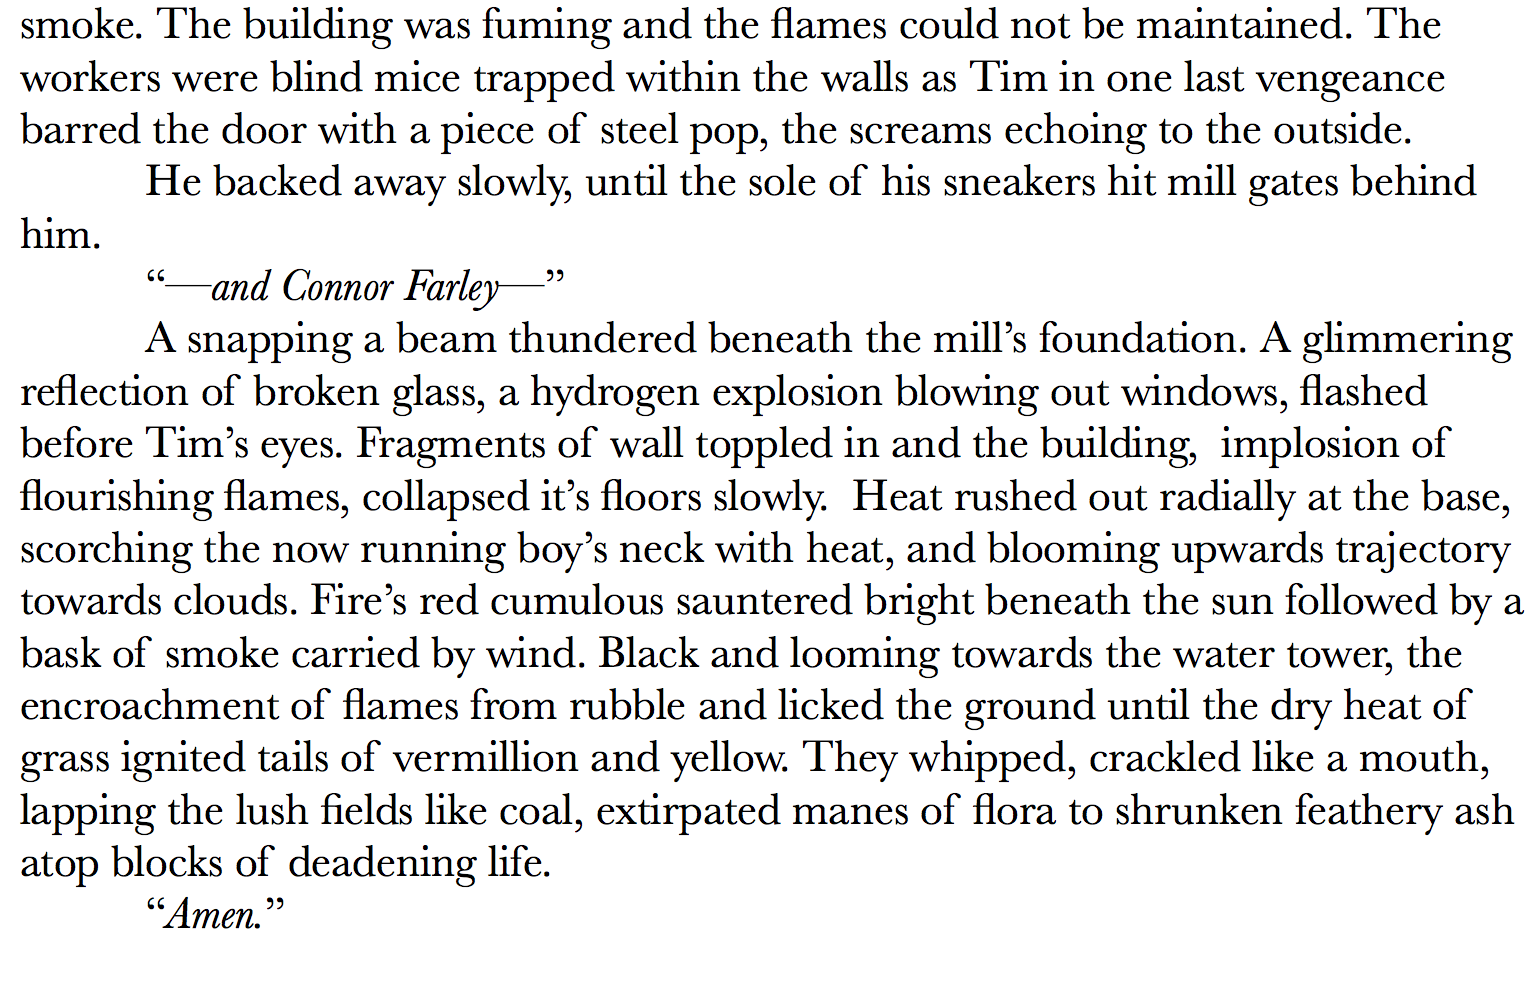 smoke. The building was fuming and the flames could not be maintained. The
workers were blind mice trapped within the walls as Tim in one last vengeance
barred the door with a piece of steel pop, the screams echoing to the outside.
He backed away slowly, until the sole of his sneakers hit mill gates behind
him.
“—and Connor Farley—”
A snapping a beam thundered beneath the mill’s foundation. A glimmering
reflection of broken glass, a hydrogen explosion blowing out windows, flashed
before Tim’s eyes. Fragments of wall toppled in and the building,  implosion of
flourishing flames, collapsed it’s floors slowly.  Heat rushed out radially at the base,
scorching the now running boy’s neck with heat, and blooming upwards trajectory
towards clouds. Fire’s red cumulous sauntered bright beneath the sun followed by a
bask of smoke carried by wind. Black and looming towards the water tower, the
encroachment of flames from rubble and licked the ground until the dry heat of
grass ignited tails of vermillion and yellow. They whipped, crackled like a mouth,
lapping the lush fields like coal, extirpated manes of flora to shrunken feathery ash
atop blocks of deadening life.
“Amen.”